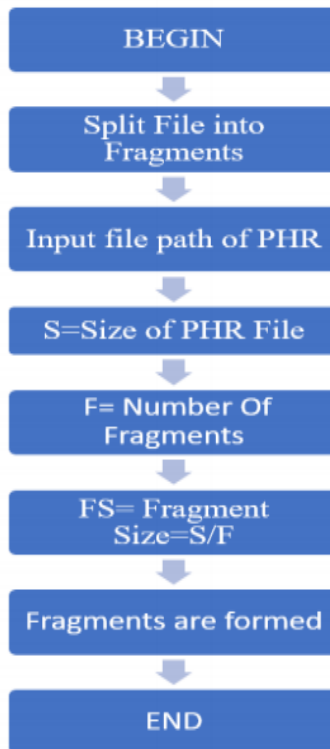 BEGIN
Split File into
Fragments
Input file path of PHR
S=Size of PHR File
F= Number Of
Fragments
FS= Fragment
Size=S/F
Fragments are formed
END